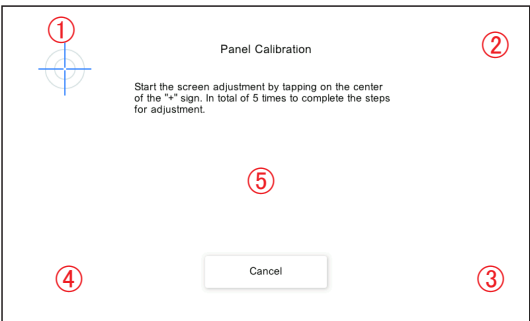 ①
②
Panel Calibration
Start the screen adjustment by tapping on the center
of the "+" sign. In total of 5 times to complete the steps
for adjustment.
⑤
④
Cancel
③